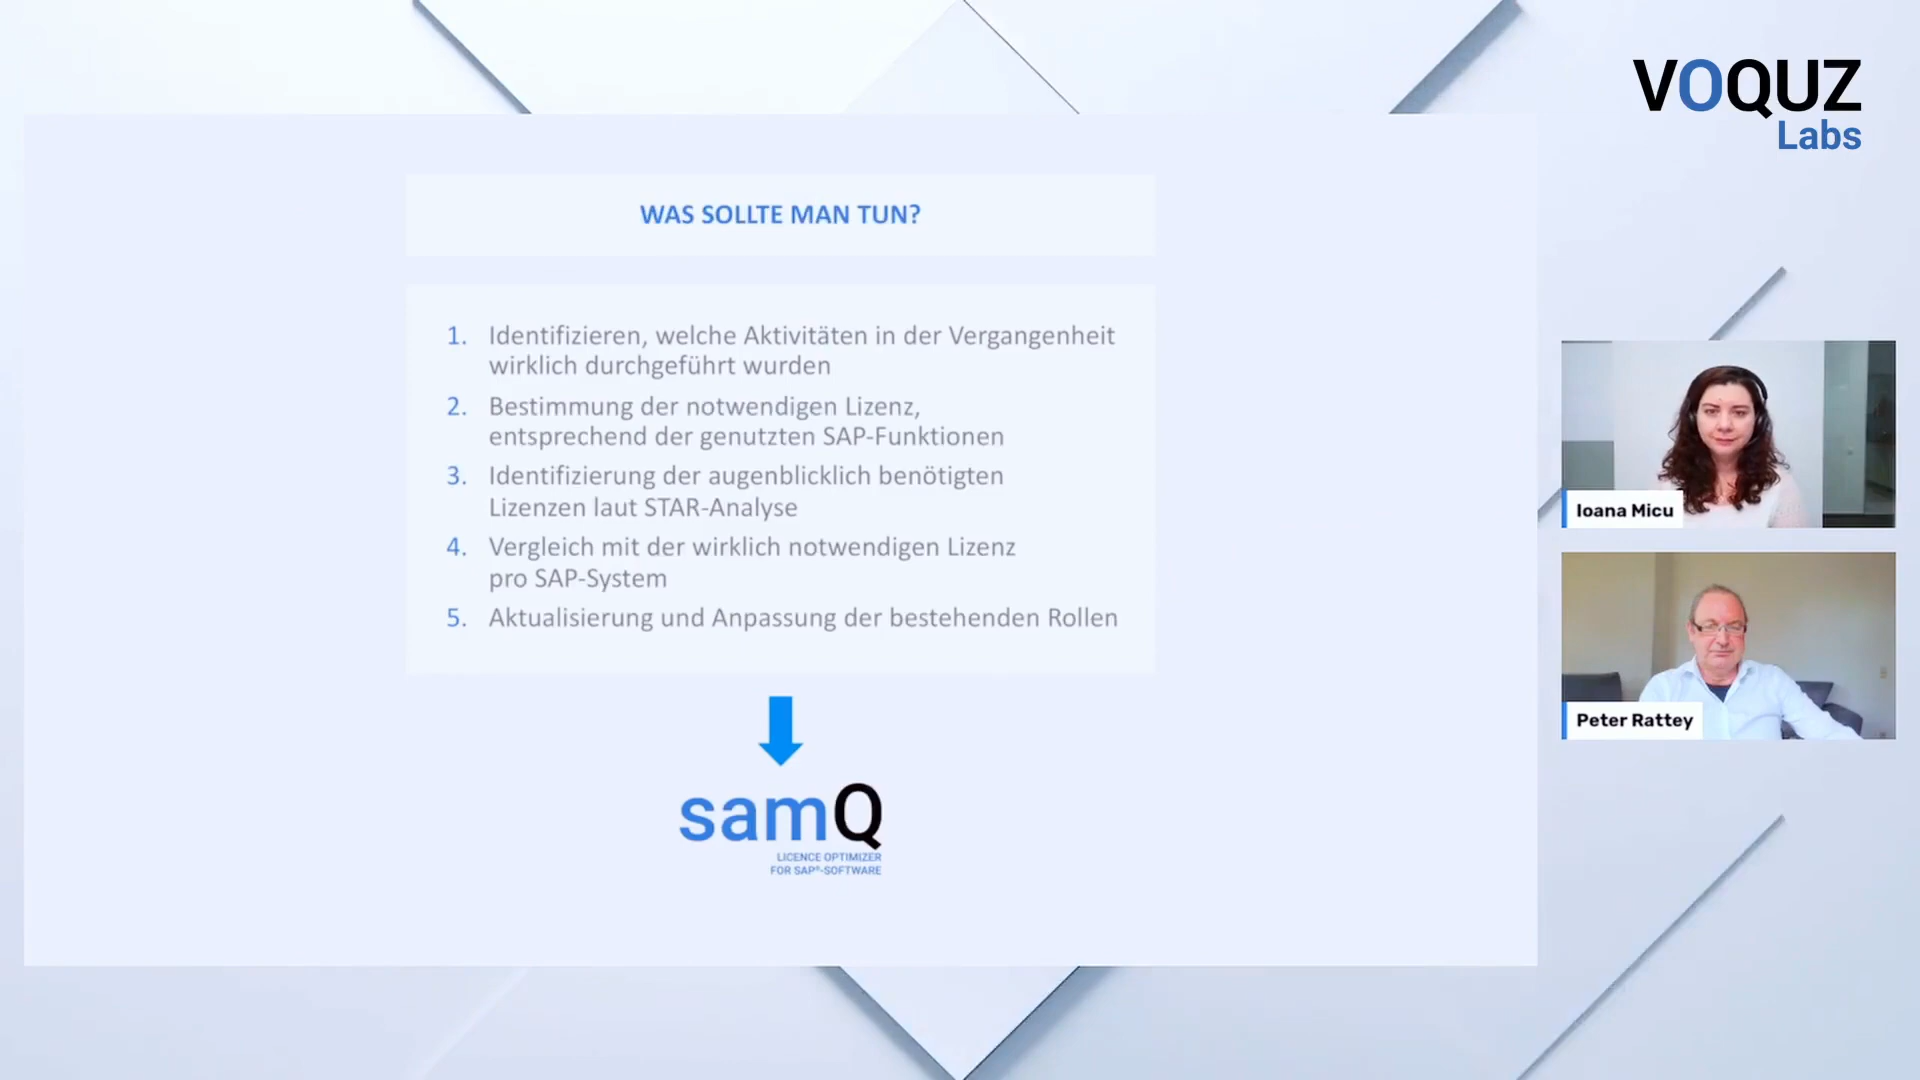 VOQUZ
Labs
WAS SOLLTE MAN TUN?
1. Identifizieren, welche Aktivitäten in der Vergangenheit
wirklich durchgeführt wurden
2. Bestimmung der notwendigen Lizenz,
entsprechend der genutzten SAP-Funktionen
3. Identifizierung der augenblicklich benötigten
Lizenzen laut STAR-Analyse
4. Vergleich mit der wirklich notwendigen Lizenz
pro SAP-System
5. Aktualisierung und Anpassung der bestehenden Rollen
samQ
LICENCE OPTIMIZER
FOR SAP®-SOFTWARE
Ioana Micu
Peter Rattey